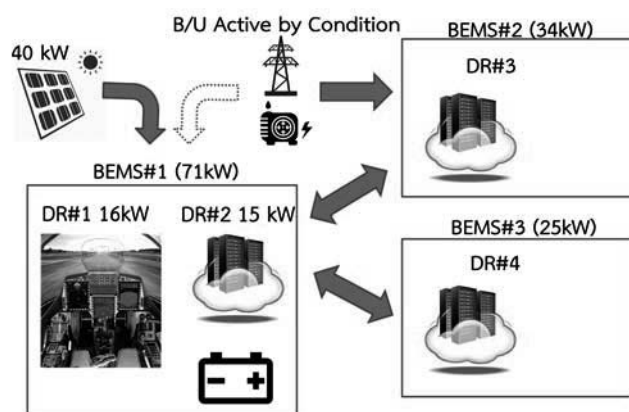 B/U Active by Condition
40 kW
BEMS#2 (34kW)
DR#3
BEMS#1 (71kW)
DR#1 16kW
DR#2 15 kW
BEMS#3 (25kW)
DR#4